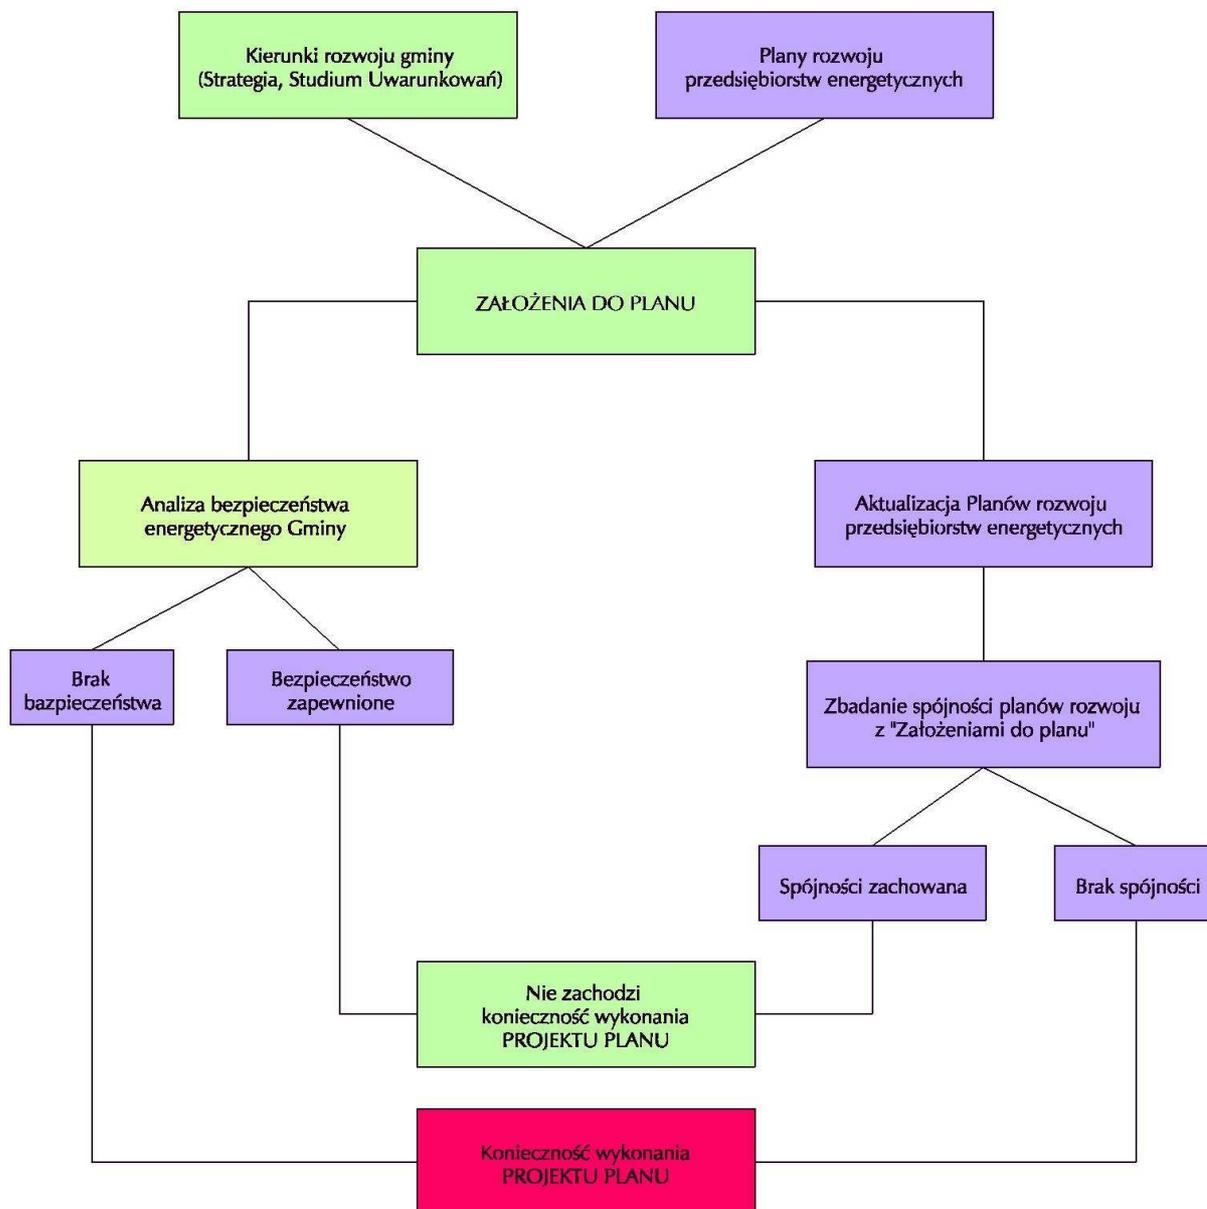 Kierunki rozwoju gminy
(Strategia, Studium Uwarunkowań)
Plany rozwoju
przedsiębiorstw energetycznych
ZAŁOŻENIA DO PLANU
Analiza bezpieczeństwa
energetycznego Gminy
Aktualizacja Planów rozwoju
przedsiębiorstw energetycznych
Brak
bazpieczeństwa
Bezpieczeństwo
zapewnione
Zbadanie spójności planów rozwoju
z "Założeniami do planu"
Spójności zachowana
Brak spójności
Nie zachodzi
konieczność wykonania
PROJEKTU PLANU
Konieczność wykonania
PROJEKTU PLANU